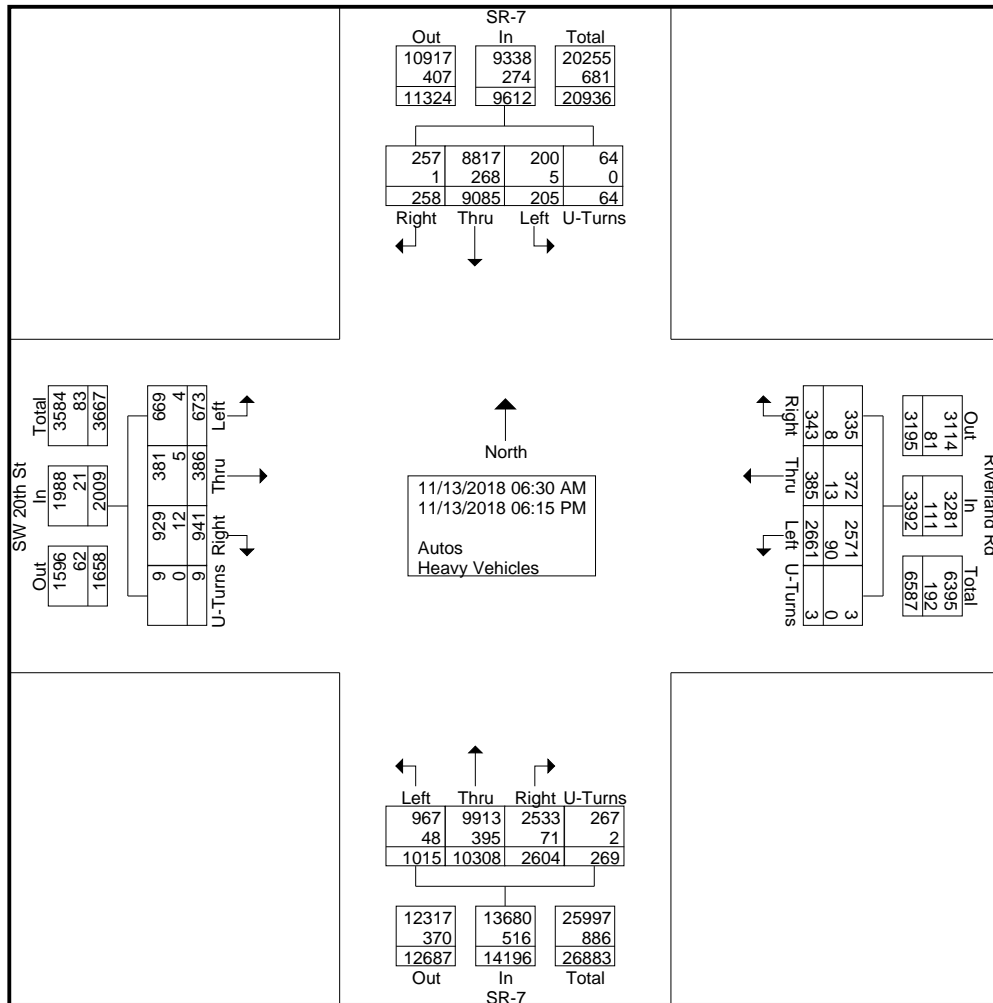 SR-7
Out In Total
10917 9338 20255
407 274 681
11324 9612 20936
257 8817 200 64
1 268 5 0
258 9085 205 64
Right Thru Left U-Turns
SW 20th St
Total In Out
3584 1988 1596
83 21 62
3667 2009 1658
Left Thru Right U-Turns
669 381 929 9
4 5 12 0
673 386 941 9
North
11/13/2018 06:30 AM
11/13/2018 06:15 PM
Autos
Heavy Vehicles
Right Thru Left U-Turns
335 372 2571 3
8 13 90 0
343 385 2661 3
Riverland Rd
Out In Total
3114 3281 6395
81 111 192
3195 3392 6587
Left Thru Right U-Turns
967 9913 2533 267
48 395 71 2
1015 10308 2604 269
12317 13680 25997
370 516 886
12687 14196 26883
Out In Total
SR-7